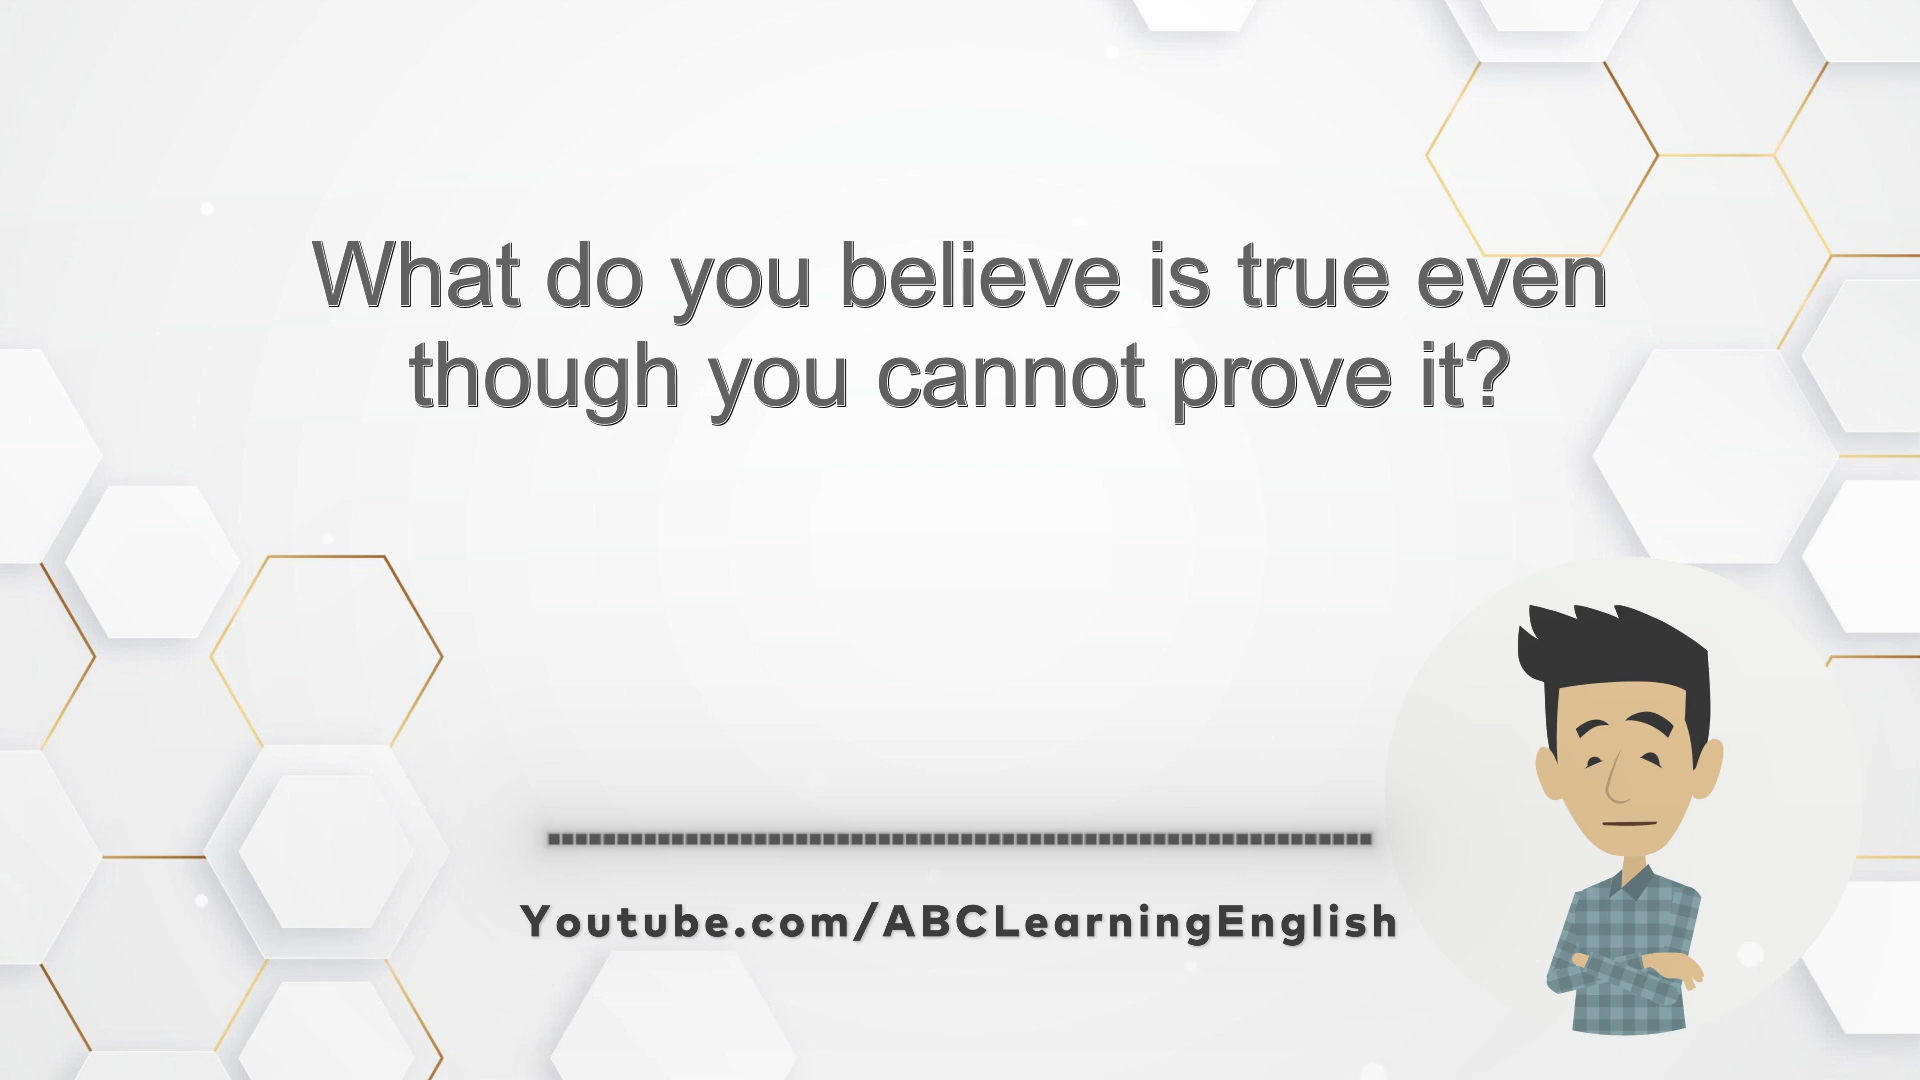 What do you believe is true even
though you cannot prove it?
Youtube.com/ABCLearningEnglish